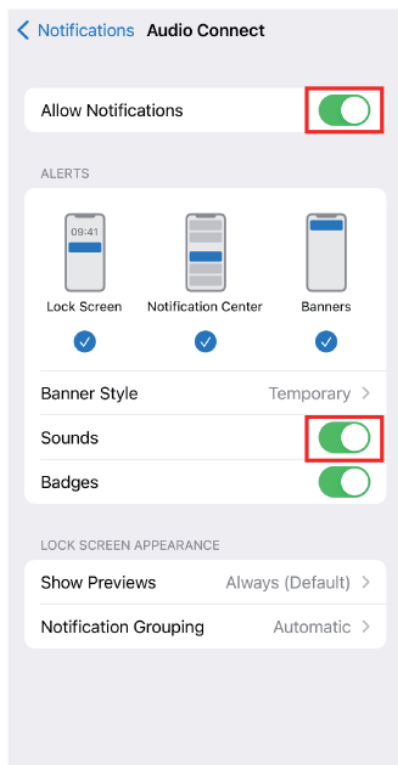 Notifications Audio Connect
Allow Notifications
ALERTS
09:41
Lock Screen Notification Center Banners
Banner Style Temporary
Sounds
Badges
LOCK SCREEN APPEARANCE
Show Previews Always (Default)
Notification Grouping Automatic